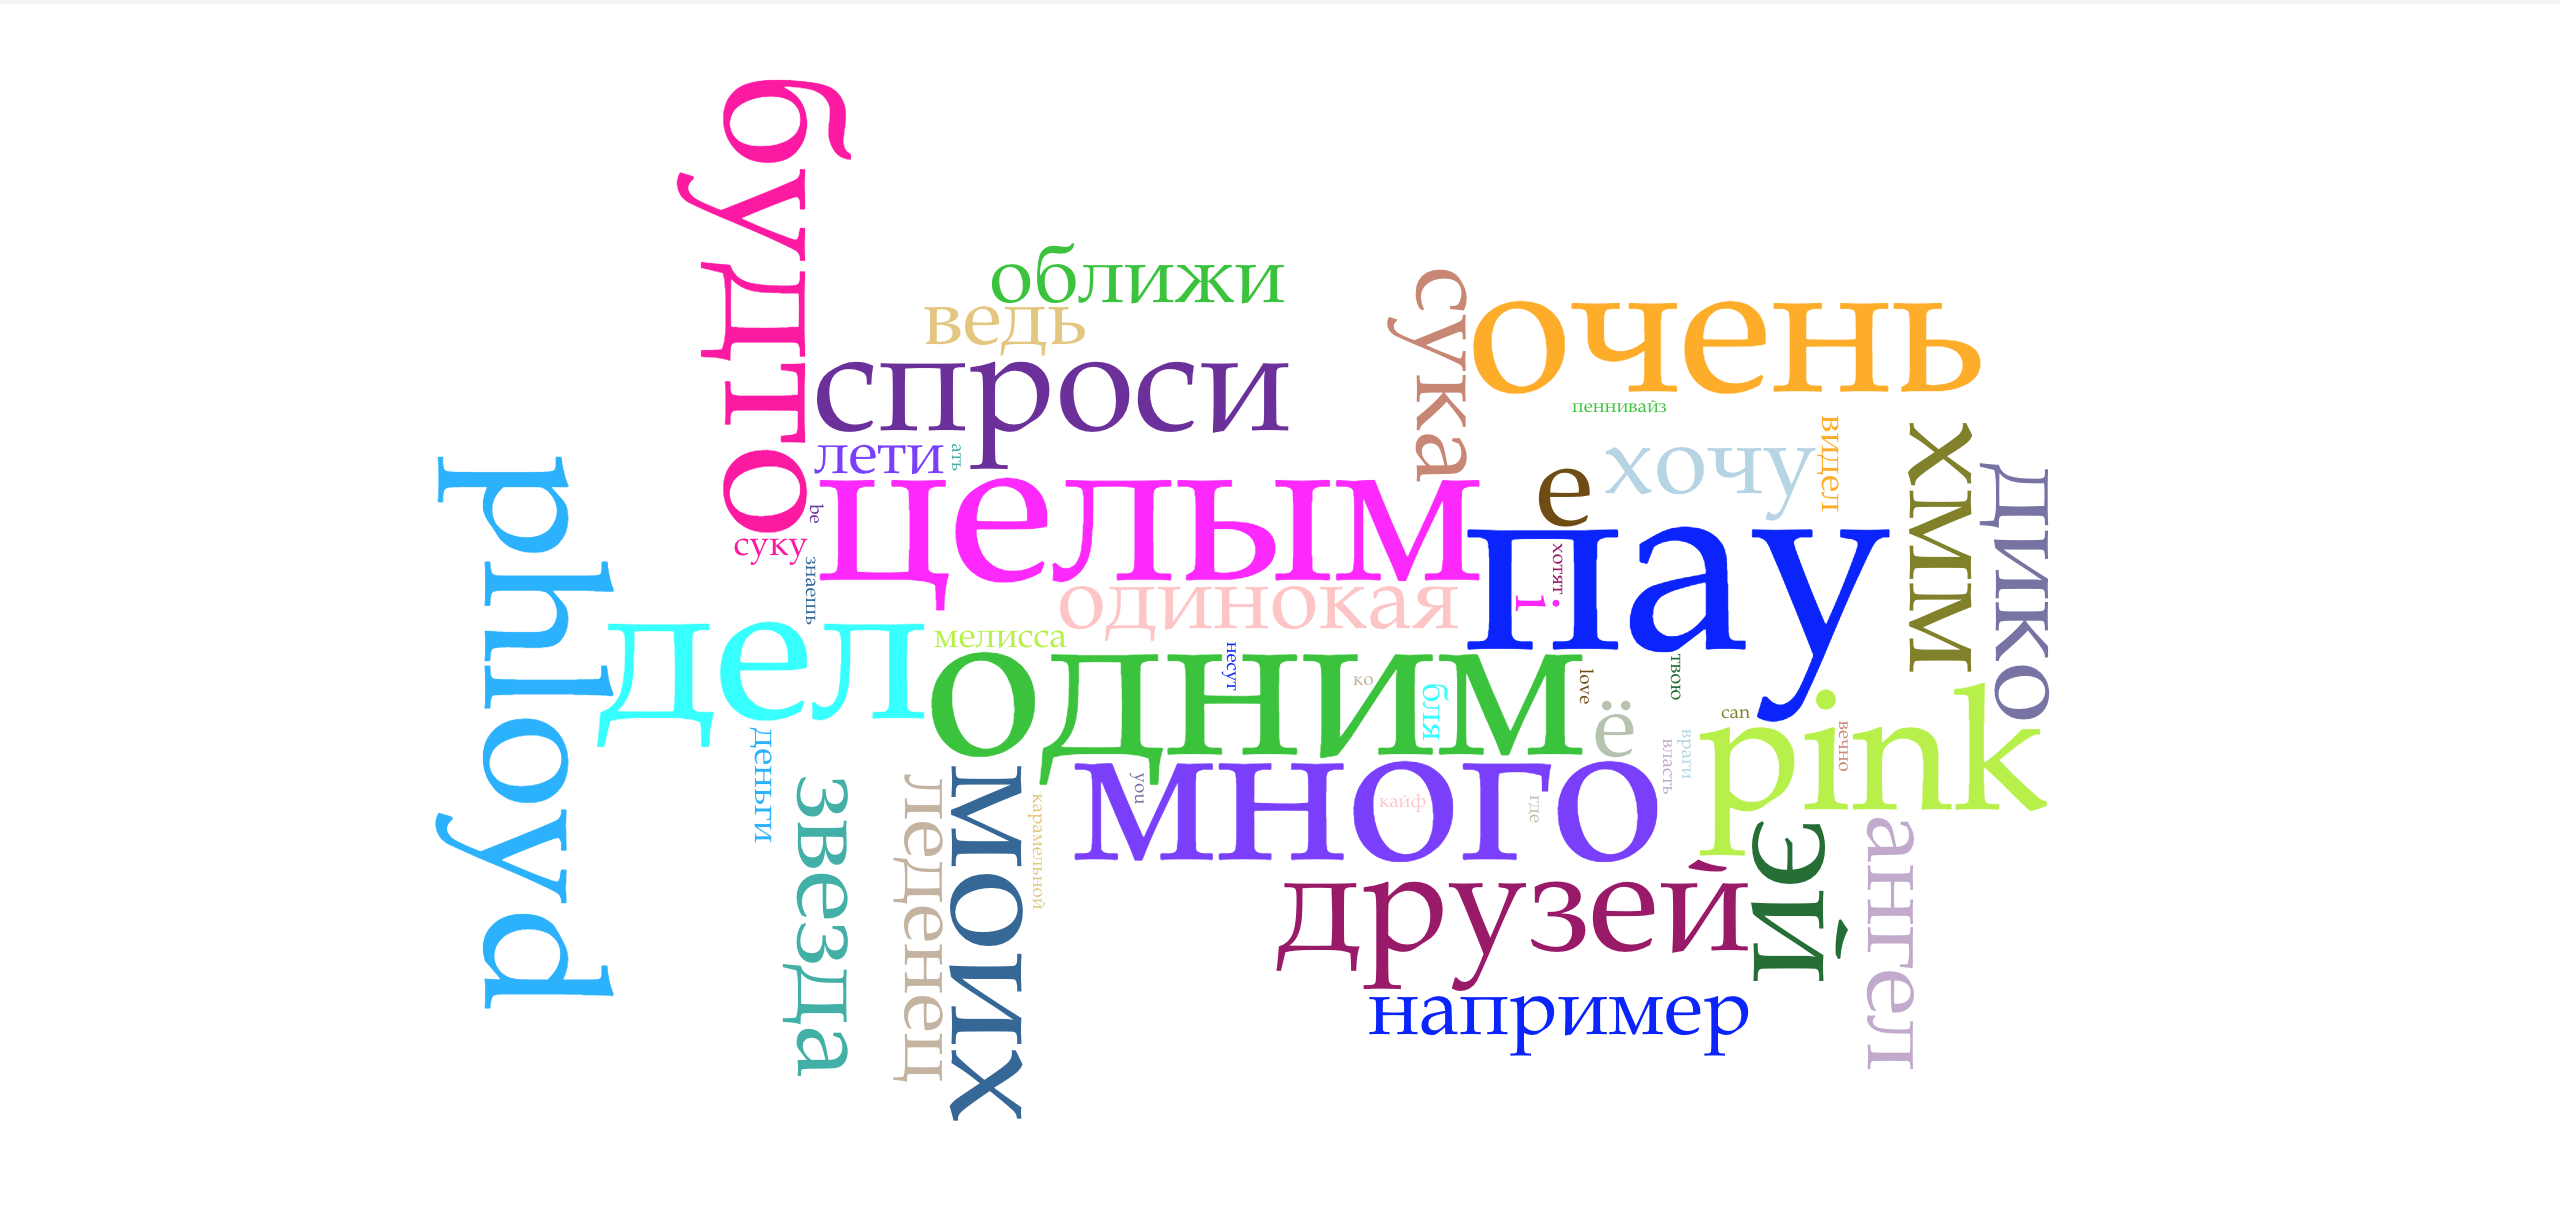 будто
оближи
ведь
спроси
сука
очень
пеннивайз
лети
ать
е
хочу
видел
хмм
дико
phloyd
целым
be
суку
знаешь
пау
хотят
i
одинокая
дел
мелисса
одним
несут
ко
бля
love
твою
ё
can
pink
вечно
враги
власть
деньги
звезда
леденец
моих
карамельной
you
много
кайф
где
друзей
эй
ангел
например